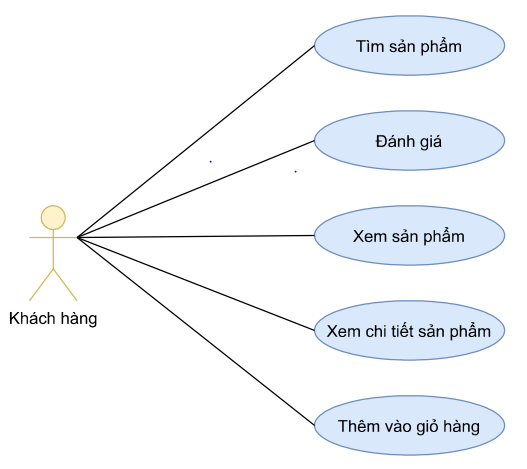 Tìm sản phẩm
Đánh giá
Xem sản phẩm
Khách hàng
Xem chi tiết sản phẩm
Thêm vào giỏ hàng